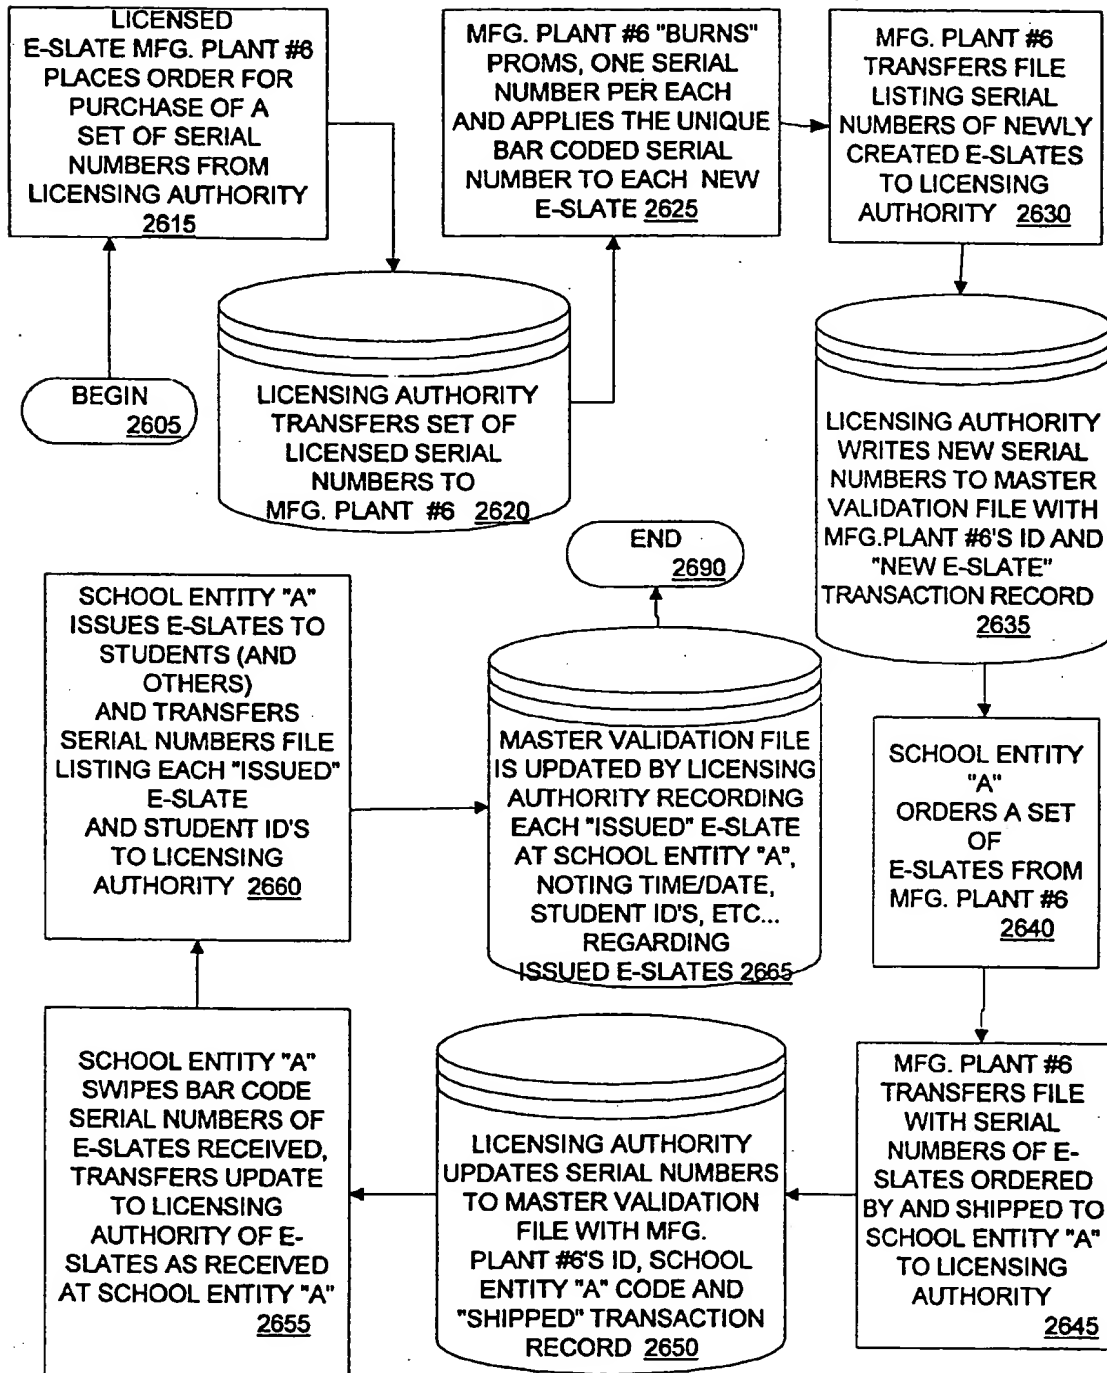 LICENSED
E-SLATE MFG. PLANT #6
PLACES ORDER FOR
PURCHASE OF A
SET OF SERIAL
NUMBERS FROM
LICENSING AUTHORITY
2615
BEGIN
2605
LICENSING AUTHORITY
TRANSFERS SET OF
LICENSED SERIAL
NUMBERS TO
MFG. PLANT #6 2620
MFG. PLANT #6 "BURNS"
PROMS, ONE SERIAL
NUMBER PER EACH
AND APPLIES THE UNIQUE
BAR CODED SERIAL
NUMBER TO EACH NEW
E-SLATE 2625
MFG. PLANT #6
TRANSFERS FILE
LISTING SERIAL
NUMBERS OF NEWLY
CREATED E-SLATES
TO LICENSING
AUTHORITY 2630
LICENSING AUTHORITY
WRITES NEW SERIAL
NUMBERS TO MASTER
VALIDATION FILE WITH
MFG.PLANT #6'S ID AND
"NEW E-SLATE"
TRANSACTION RECORD
2635
SCHOOL ENTITY
"A"
ORDERS A SET
OF
E-SLATES FROM
MFG. PLANT #6
2640
MFG. PLANT #6
TRANSFERS FILE
WITH SERIAL
NUMBERS OF E-
SLATES ORDERED
BY AND SHIPPED TO
SCHOOL ENTITY "A"
TO LICENSING
AUTHORITY
2645
LICENSING AUTHORITY
UPDATES SERIAL NUMBERS
TO MASTER VALIDATION
FILE WITH MFG.
PLANT #6'S ID, SCHOOL
ENTITY "A" CODE AND
"SHIPPED" TRANSACTION
RECORD 2650
SCHOOL ENTITY "A"
SWIPES BAR CODE
SERIAL NUMBERS OF
E-SLATES RECEIVED,
TRANSFERS UPDATE
TO LICENSING
AUTHORITY OF E-
SLATES AS RECEIVED
AT SCHOOL ENTITY "A"
2655
SCHOOL ENTITY "A"
ISSUES E-SLATES TO
STUDENTS (AND
OTHERS)
AND TRANSFERS
SERIAL NUMBERS FILE
LISTING EACH "ISSUED"
E-SLATE
AND STUDENT ID'S
TO LICENSING
AUTHORITY 2660
MASTER VALIDATION FILE
IS UPDATED BY LICENSING
AUTHORITY RECORDING
EACH "ISSUED" E-SLATE
AT SCHOOL ENTITY "A",
NOTING TIME/DATE,
STUDENT ID'S, ETC...
REGARDING
ISSUED E-SLATES 2665
END
2690